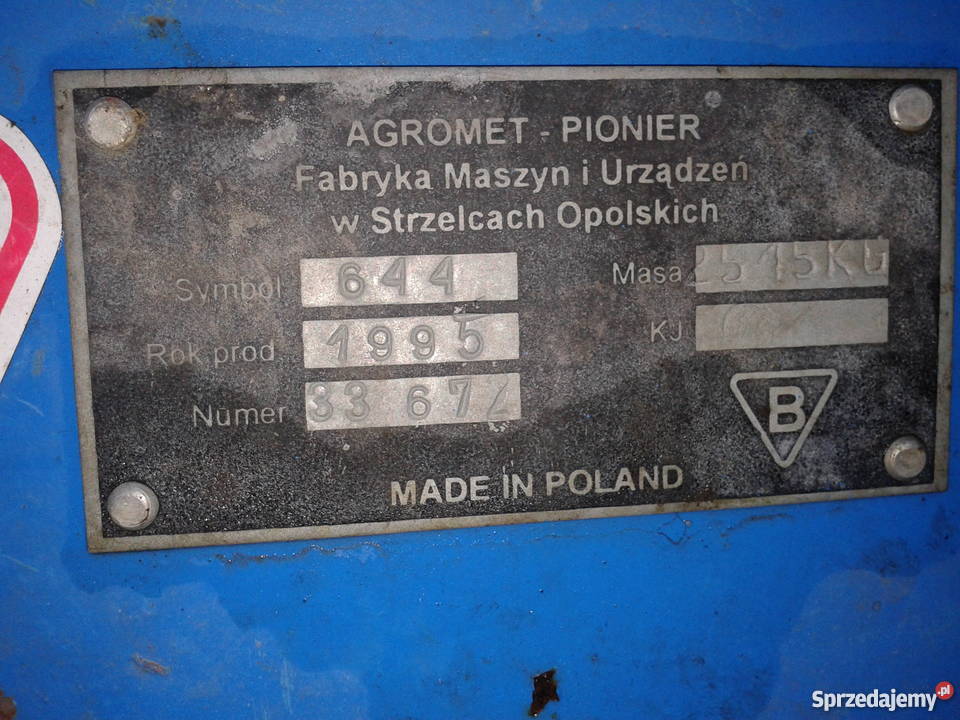 AGROMET - PIONIER
Fabryka Maszyn i Urządzeń
w Strzelcach Opolskich
Symbol 644
Masa 2545KG
Rok prod. 1995
KJ
Numer
B
MADE IN POLAND
Sprzedajemy.pl